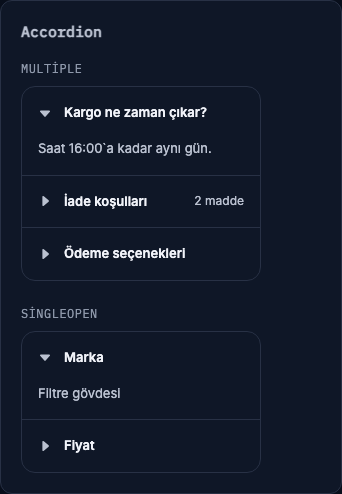 Accordion
MULTİPLE
Kargo ne zaman çıkar?
Saat 16:00`a kadar aynı gün.
İade koşulları 2 madde
Ödeme seçenekleri
SİNGLEOPEN
Marka
Filtre gövdesi
Fiyat